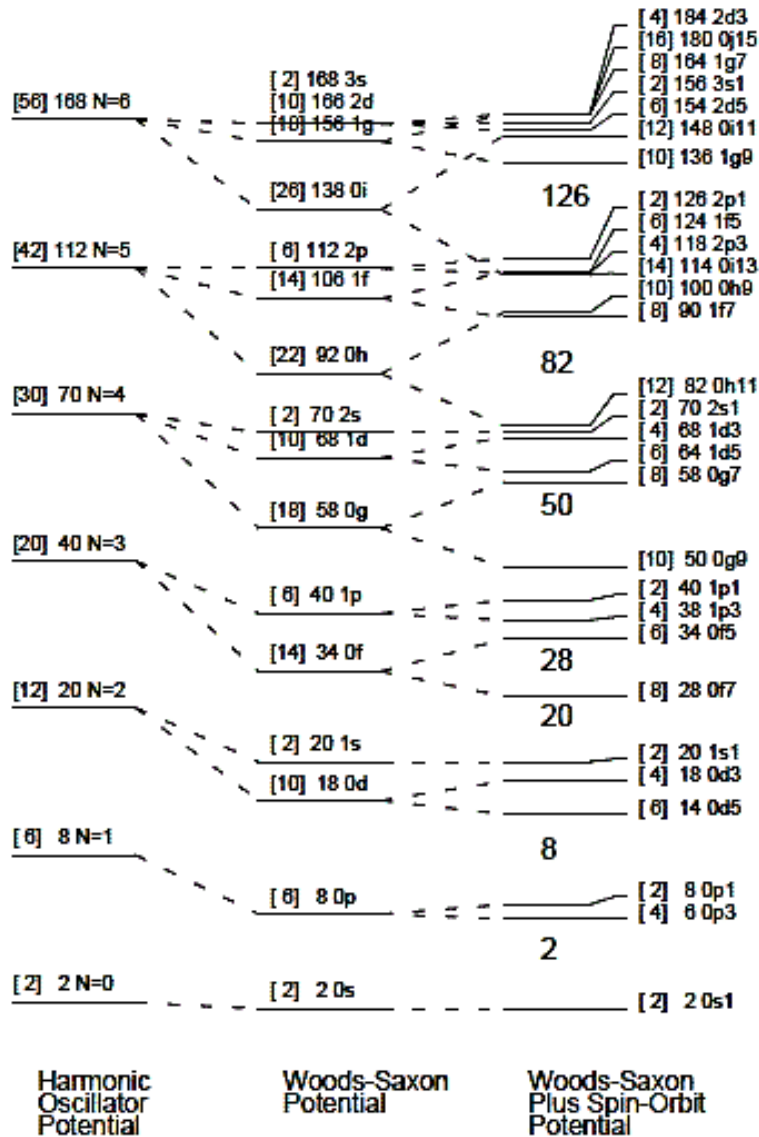 [4] 184 2d3
[16] 180 0j15
[ 8] 164 1g7
[ 2] 156 3s1
[ 6] 154 2d5
[12] 148 0i11
[10] 136 1g9
[ 2] 168 3s
[10] 166 2d
[18] 156 1g
[56] 168 N=6
[26] 138 0i
126
[ 2] 126 2p1
[ 6] 124 1f5
[ 4] 118 2p3
[14] 114 0i13
[10] 100 0h9
[ 8] 90 1f7
[42] 112 N=5
[ 6] 112 2p
[14] 106 1f
[22] 92 0h
82
[12] 82 0h11
[ 2] 70 2s1
[ 4] 68 1d3
[ 6] 64 1d5
[ 8] 58 0g7
[30] 70 N=4
[ 2] 70 2s
[10] 68 1d
[18] 58 0g
50
[10] 50 0g9
[20] 40 N=3
[ 6] 40 1p
[ 2] 40 1p1
[ 4] 38 1p3
[ 6] 34 0f5
[14] 34 0f
28
[ 8] 28 0f7
[12] 20 N=2
20
[ 2] 20 1s
[10] 18 0d
[ 2] 20 1s1
[ 4] 18 0d3
[ 6] 14 0d5
[ 6] 8 N=1
8
[ 6] 8 0p
[ 2] 8 0p1
[ 4] 6 0p3
2
[ 2] 2 N=0
[ 2] 2 0s
[ 2] 2 0s1
Harmonic
Oscillator
Potential
Woods-Saxon
Potential
Woods-Saxon
Plus Spin-Orbit
Potential